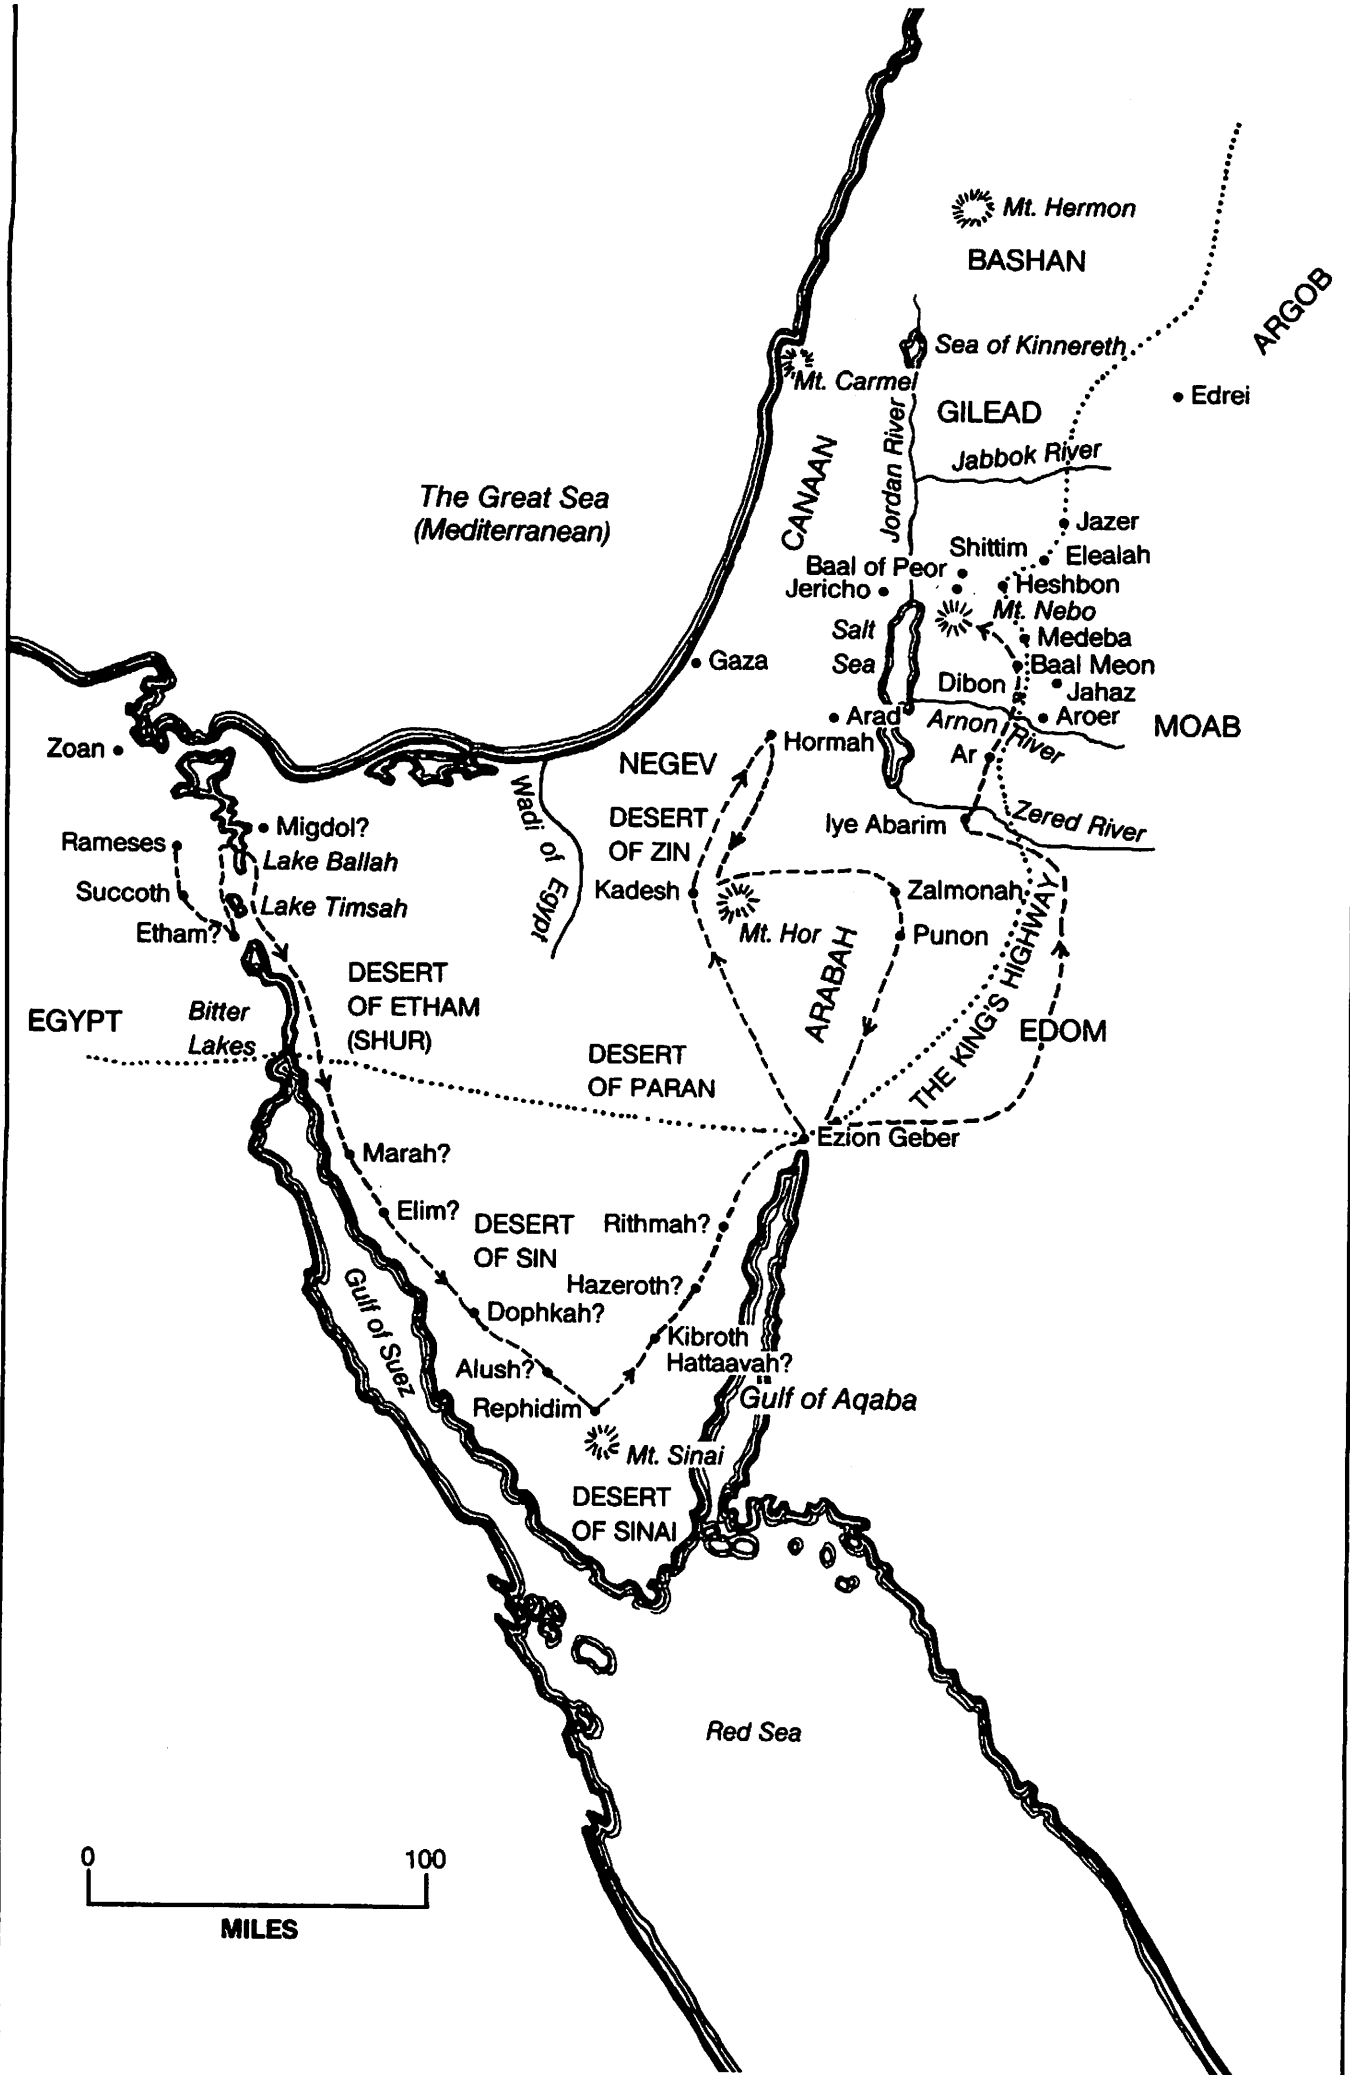 Mt. Hermon
BASHAN
ARGOB
Sea of Kinnereth
Mt. Carmel
Edrei
GILEAD
Jordan River
CANAAN
Jabbok River
The Great Sea
(Mediterranean)
Jazer
Shittim
Elealah
Baal of Peor
Heshbon
Jericho
Mt. Nebo
Salt
Sea
Medeba
Gaza
Baal Meon
Dibon
Jahaz
Arad
Arnon River
Aroer
MOAB
Zoan
Hormah
Ar
NEGEV
Wadi of Egypt
DESERT
OF ZIN
Iye Abarim
Zered River
Migdol?
Rameses
Lake Ballah
Succoth
Kadesh
Zalmonah
Lake Timsah
Etham?
Mt. Hor
Punon
ARABAH
THE KING'S HIGHWAY
DESERT
OF ETHAM
(SHUR)
Bitter
Lakes
EGYPT
EDOM
DESERT
OF PARAN
Ezion Geber
Marah?
Elim?
DESERT
OF SIN
Rithmah?
Hazeroth?
Gulf of Suez
Dophkah?
Kibroth
Hattaavah?
Alush?
Gulf of Aqaba
Rephidim
Mt. Sinai
DESERT
OF SINAI
Red Sea
0 100
MILES